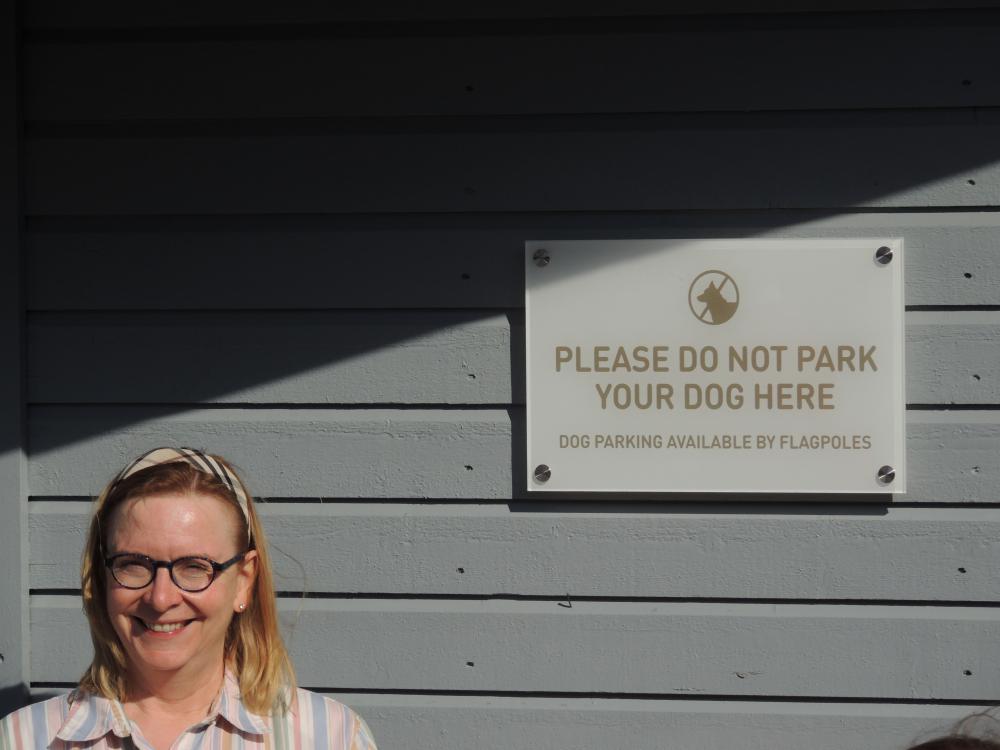 PLEASE DO NOT PARK
YOUR DOG HERE
DOG PARKING AVAILABLE BY FLAGPOLES